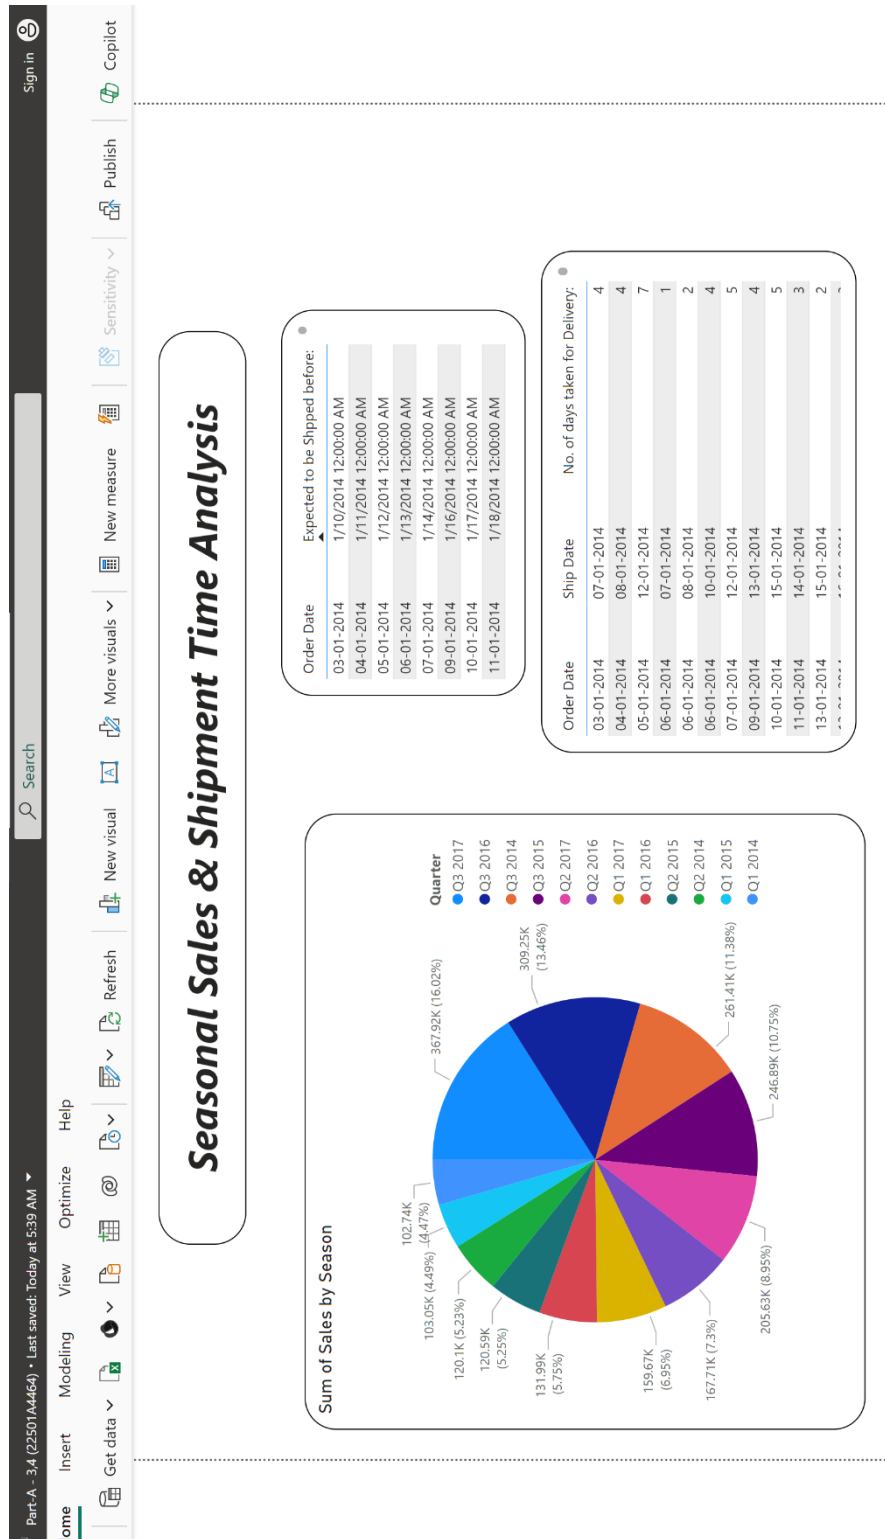 Part-A - 3,4 (22501A4464) • Last saved: Today at 5:39 AM
Search
Sign in
ome
Insert
Modeling
View
Optimize
Help
Get data
Refresh
New visual
More visuals
New measure
Sensitivity
Publish
Copilot
Seasonal Sales & Shipment Time Analysis
Sum of Sales by Season
367.92K (16.02%)
309.25K
(13.46%)
261.41K (11.38%)
246.89K (10.75%)
205.63K (8.95%)
167.71K (7.3%)
159.67K
(6.95%)
131.99K
(5.75%)
120.59K
(5.25%)
120.1K (5.23%)
103.05K (4.49%)
102.74K
(4.47%)
Quarter
Q3 2017
Q3 2016
Q3 2014
Q3 2015
Q2 2017
Q2 2016
Q1 2017
Q1 2016
Q2 2015
Q2 2014
Q1 2015
Q1 2014
Order Date Expected to be Shpped before:
03-01-2014 1/10/2014 12:00:00 AM
04-01-2014 1/11/2014 12:00:00 AM
05-01-2014 1/12/2014 12:00:00 AM
06-01-2014 1/13/2014 12:00:00 AM
07-01-2014 1/14/2014 12:00:00 AM
09-01-2014 1/16/2014 12:00:00 AM
10-01-2014 1/17/2014 12:00:00 AM
11-01-2014 1/18/2014 12:00:00 AM
Order Date Ship Date No. of days taken for Delivery:
03-01-2014 07-01-2014 4
04-01-2014 08-01-2014 4
05-01-2014 12-01-2014 7
06-01-2014 07-01-2014 1
06-01-2014 08-01-2014 2
06-01-2014 10-01-2014 4
07-01-2014 12-01-2014 5
09-01-2014 13-01-2014 4
10-01-2014 15-01-2014 5
11-01-2014 14-01-2014 3
13-01-2014 15-01-2014 2